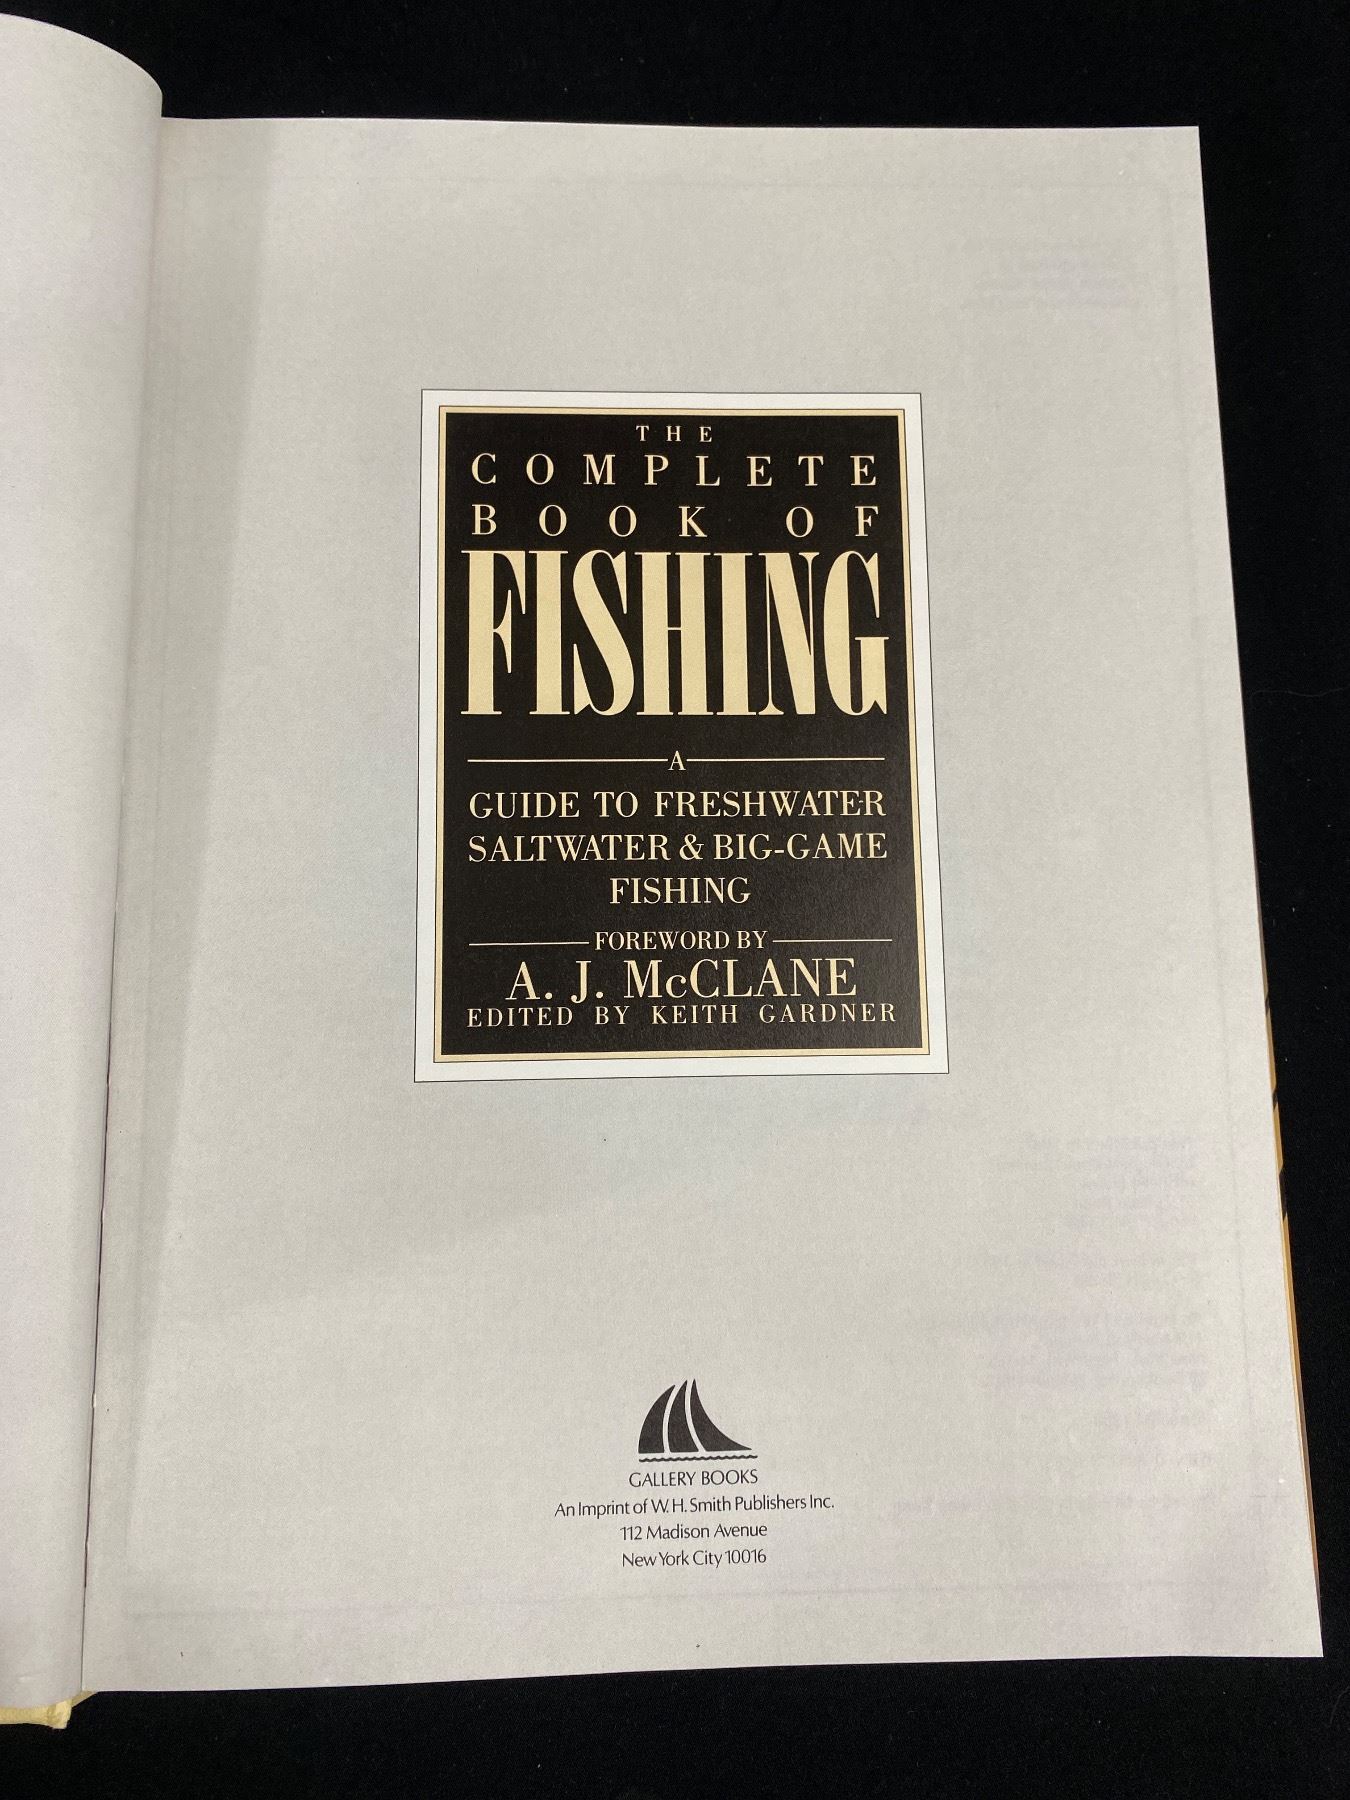 THE
COMPLETE
BOOK OF
FISHING
A
GUIDE TO FRESHWATER
SALTWATER & BIG-GAME
FISHING
FOREWORD BY
A. J. McCLANE
EDITED BY KEITH GARDNER
GALLERY BOOKS
An Imprint of W. H. Smith Publishers Inc.
112 Madison Avenue
New York City 10016